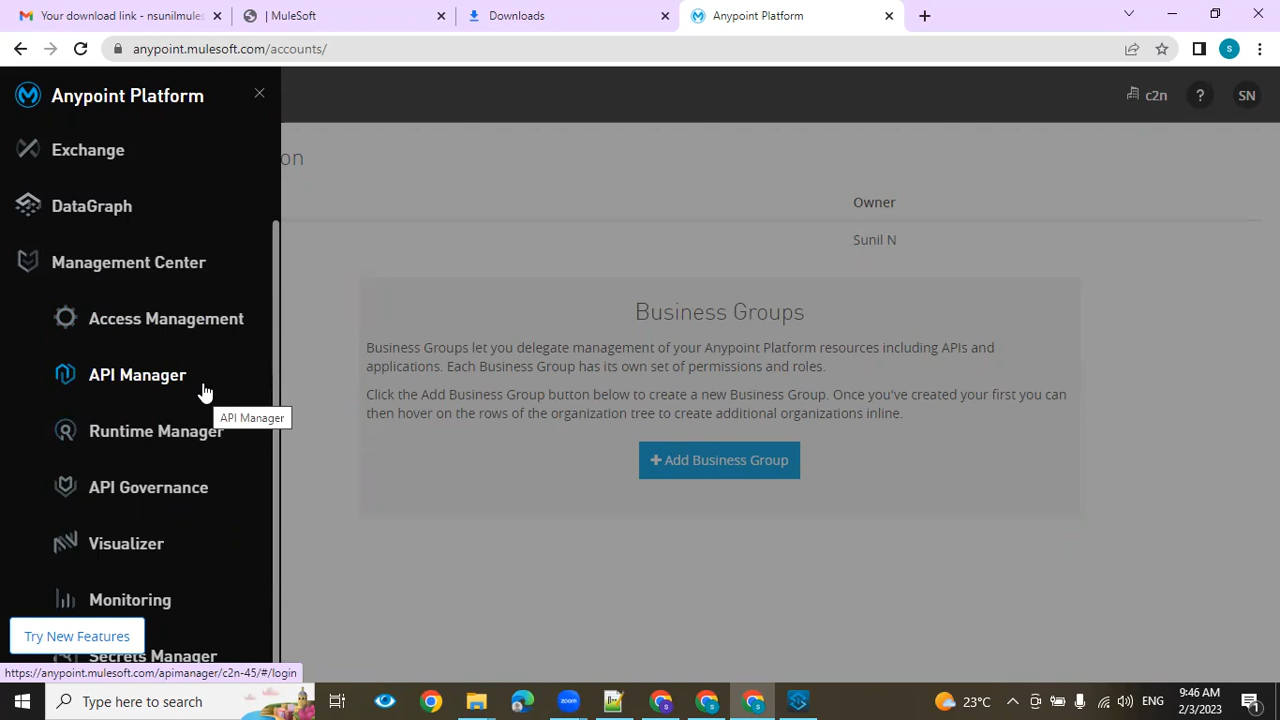 Your download link - nsunilmules
| MuleSoft
Downloads
Anypoint Platform
anypoint.mulesoft.com/accounts/
s
Anypoint Platform
c2n
?
SN
Exchange
on
DataGraph
Owner
Management Center
Sunil N
Access Management
Business Groups
Business Groups let you delegate management of your Anypoint Platform resources including APIs and
applications. Each Business Group has its own set of permissions and roles.
API Manager
Click the Add Business Group button below to create a new Business Group. Once you've created your first you can
then hover on the rows of the organization tree to create additional organizations inline.
API Manager
Runtime Manager
+ Add Business Group
API Governance
Visualizer
Monitoring
Try New Features
Secrets Manager
https://anypoint.mulesoft.com/apimanager/c2n-45/#/login
Type here to search
zoom
23°C
ENG
9:46 AM
2/3/2023